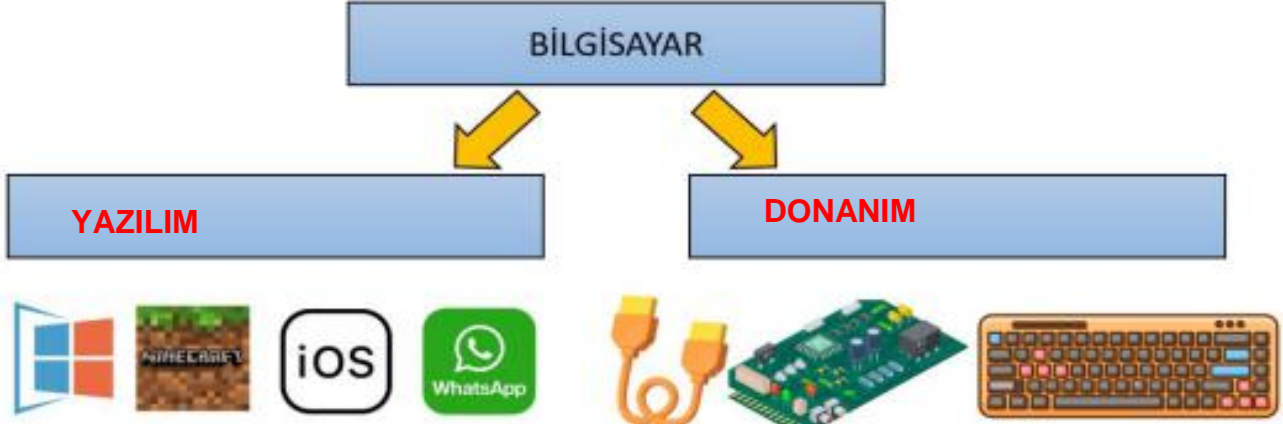 BİLGİSAYAR
YAZILIM
DONANIM
MINECRAFT
iOS
WhatsApp